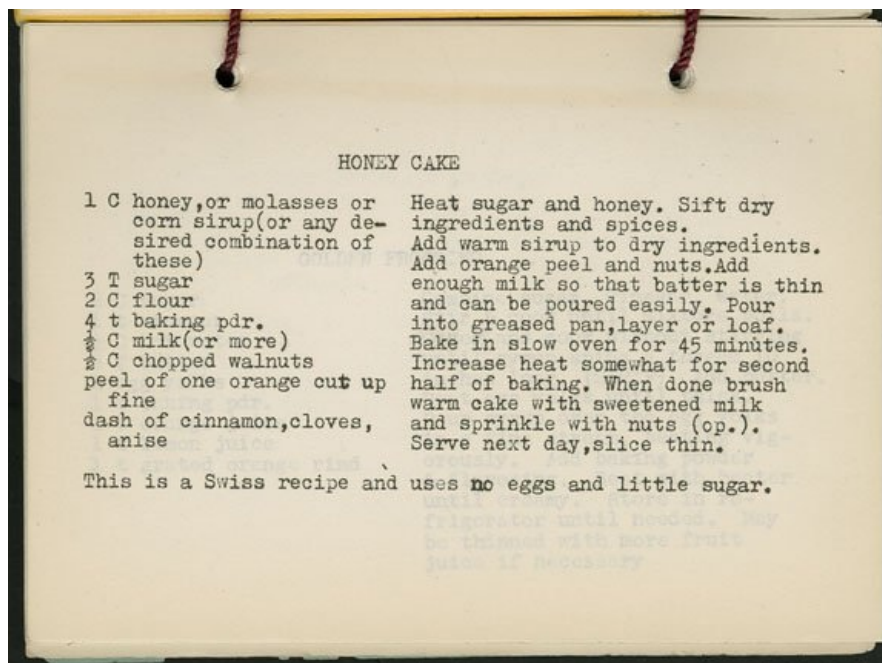 HONEY CAKE
1 C honey,or molasses or
corn sirup(or any de-
sired combination of
these)
3 T sugar
2 C flour
4 t baking pdr.
½ C milk(or more)
½ C chopped walnuts
peel of one orange cut up
fine
dash of cinnamon,cloves,
anise
Heat sugar and honey. Sift dry
ingredients and spices.
Add warm sirup to dry ingredients.
Add orange peel and nuts.Add
enough milk so that batter is thin
and can be poured easily. Pour
into greased pan,layer or loaf.
Bake in slow oven for 45 minutes.
Increase heat somewhat for second
half of baking. When done brush
warm cake with sweetened milk
and sprinkle with nuts (op.).
Serve next day,slice thin.
This is a Swiss recipe and uses no eggs and little sugar.